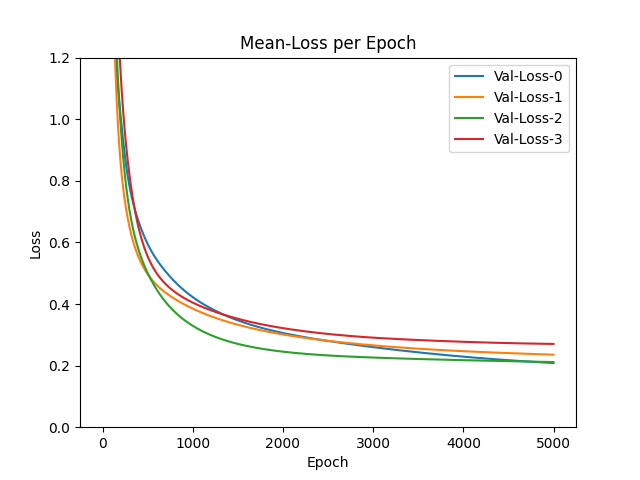 Mean-Loss per Epoch
Val-Loss-0
Val-Loss-1
Val-Loss-2
Val-Loss-3
Loss
1.2
1.0
0.8
0.6
0.4
0.2
0.0
0 1000 2000 3000 4000 5000
Epoch